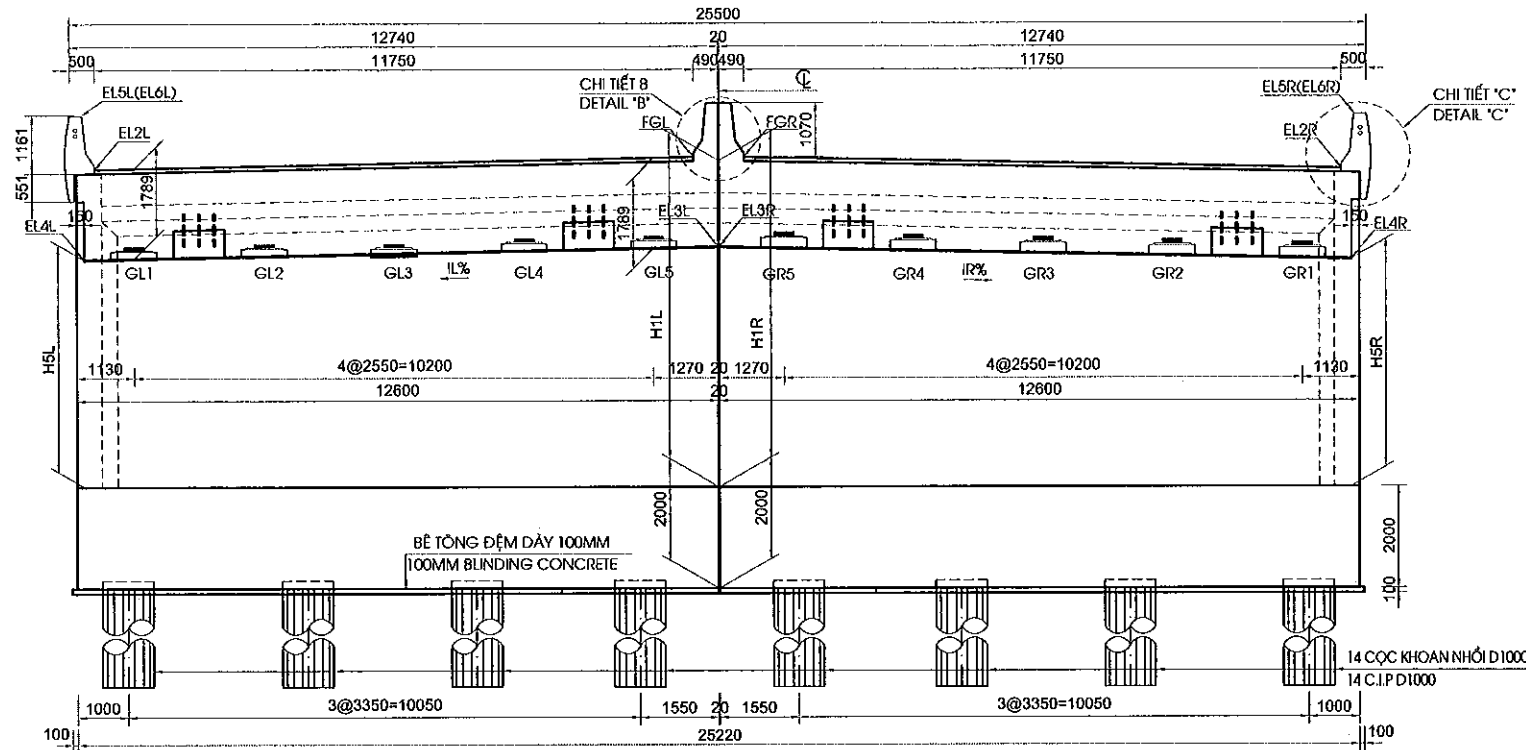 25500
12740 20 12740
500 11750 490 490 11750 500
EL5L(EL6L)
CHI TIẾT 8
DETAIL "B"
℄
EL5R(EL6R)
CHI TIẾT "C"
DETAIL "C"
EL2L
FGL
FGR
1070
EL2R
1161
551
1789
1789
150
150
EL4L
EL3L
EL3R
EL4R
GL1 GL2 GL3 IL% GL4 GL5 GR5 GR4 iR% GR3 GR2 GR1
H5L
H1L
H1R
H5R
1130 4@2550=10200 1270 20 1270 4@2550=10200 1130
12600 20 12600
2000
2000
2000
100
BÊ TÔNG ĐỆM DẦY 100MM
100MM BLINDING CONCRETE
14 CỌC KHOAN NHỒI D1000
14 C.I.P D1000
1000 3@3350=10050 1550 20 1550 3@3350=10050 1000
100 25220 100